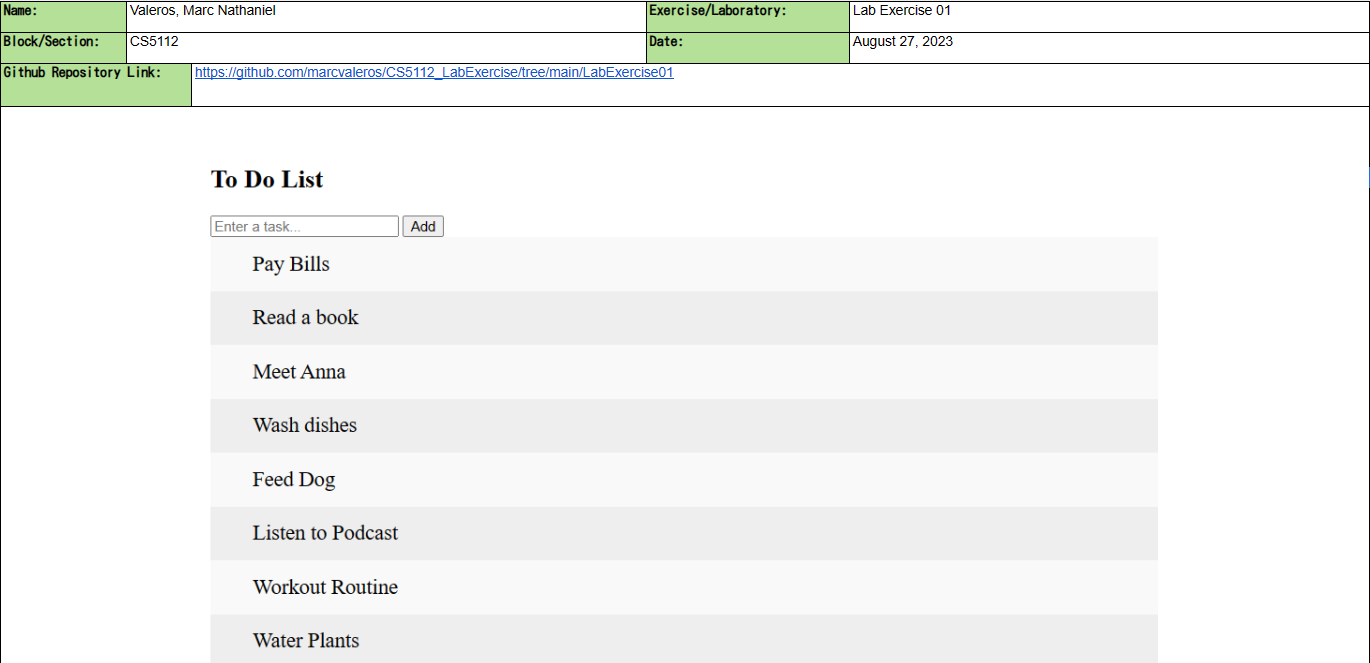 Name: Valeros, Marc Nathaniel Exercise/Laboratory: Lab Exercise 01
Block/Section: CS5112 Date: August 27, 2023
Github Repository Link: https://github.com/marcvaleros/CS5112_LabExercise/tree/main/LabExercise01
To Do List
Enter a task... Add
Pay Bills
Read a book
Meet Anna
Wash dishes
Feed Dog
Listen to Podcast
Workout Routine
Water Plants